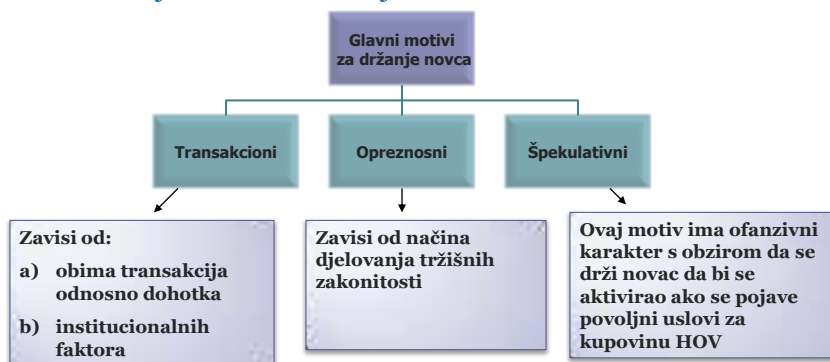 Glavni motivi
za držanje novca
Transakcioni
Opreznosni
Špekulativni
Zavisi od:
a) obima transakcija
odnosno dohotka
b) institucionalnih
faktora
Zavisi od načina
djelovanja tržišnih
zakonitosti
Ovaj motiv ima ofanzivni
karakter s obzirom da se
drži novac da bi se
aktivirao ako se pojave
povoljni uslovi za
kupovinu HOV